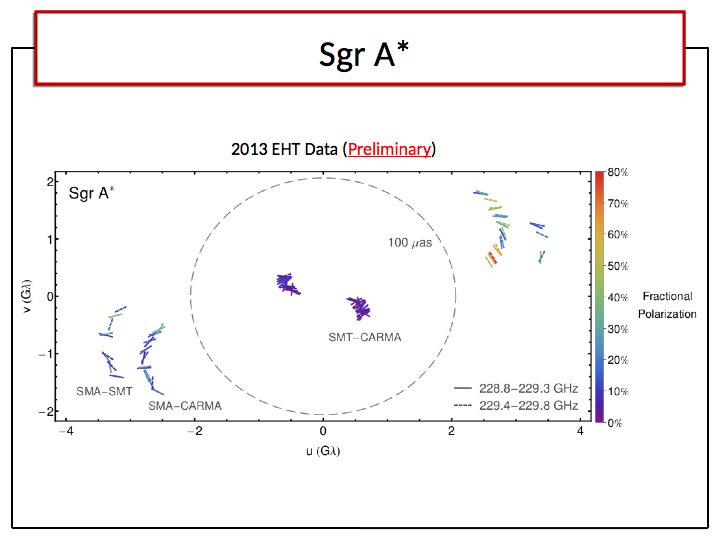 Sgr A*
2013 EHT Data (Preliminary)
Sgr A*
100 μas
SMT−CARMA
SMA−SMT
SMA−CARMA
228.8−229.3 GHz
229.4−229.8 GHz
v (Gλ)
2
1
0
−1
−2
−4
−2
0
2
4
u (Gλ)
80%
70%
60%
50%
40%
30%
20%
10%
0%
Fractional
Polarization